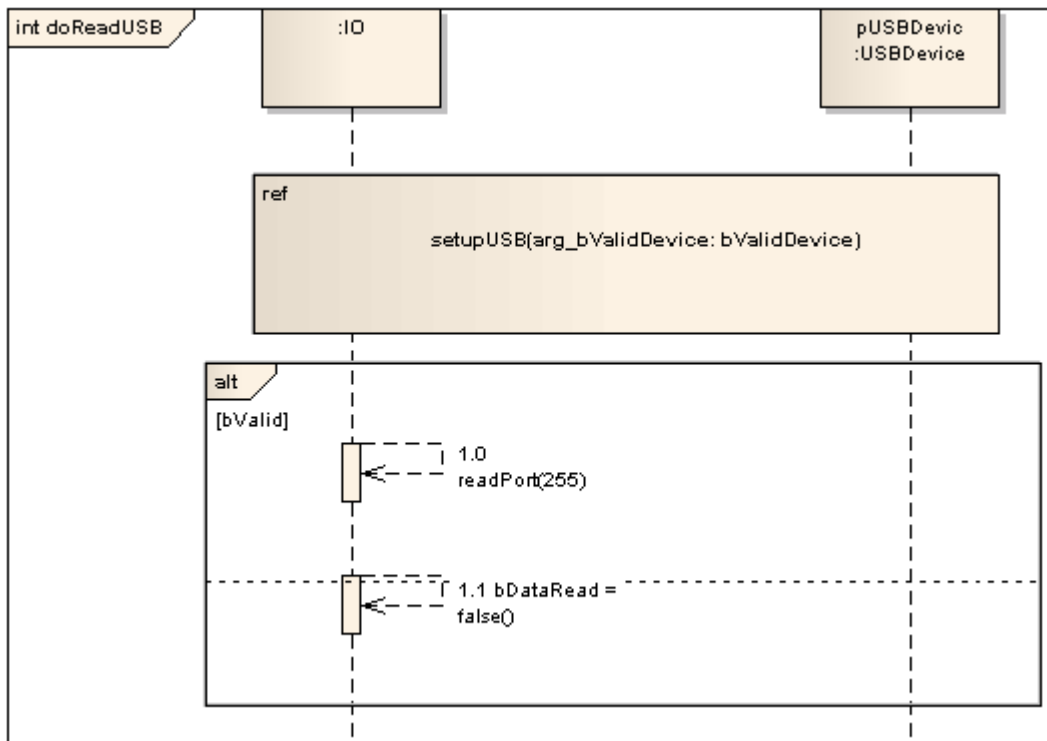 int doReadUSB
:IO
pUSBDevic
:USBDevice
ref
setupUSB(arg_bValidDevice: bValidDevice)
alt
[bValid]
1.0
readPort(255)
1.1 bDataRead =
false()